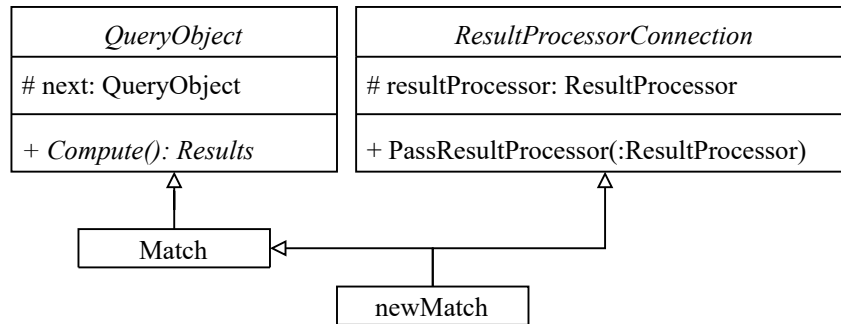 QueryObject
# next: QueryObject
+ Compute(): Results
ResultProcessorConnection
# resultProcessor: ResultProcessor
+ PassResultProcessor(:ResultProcessor)
Match
newMatch